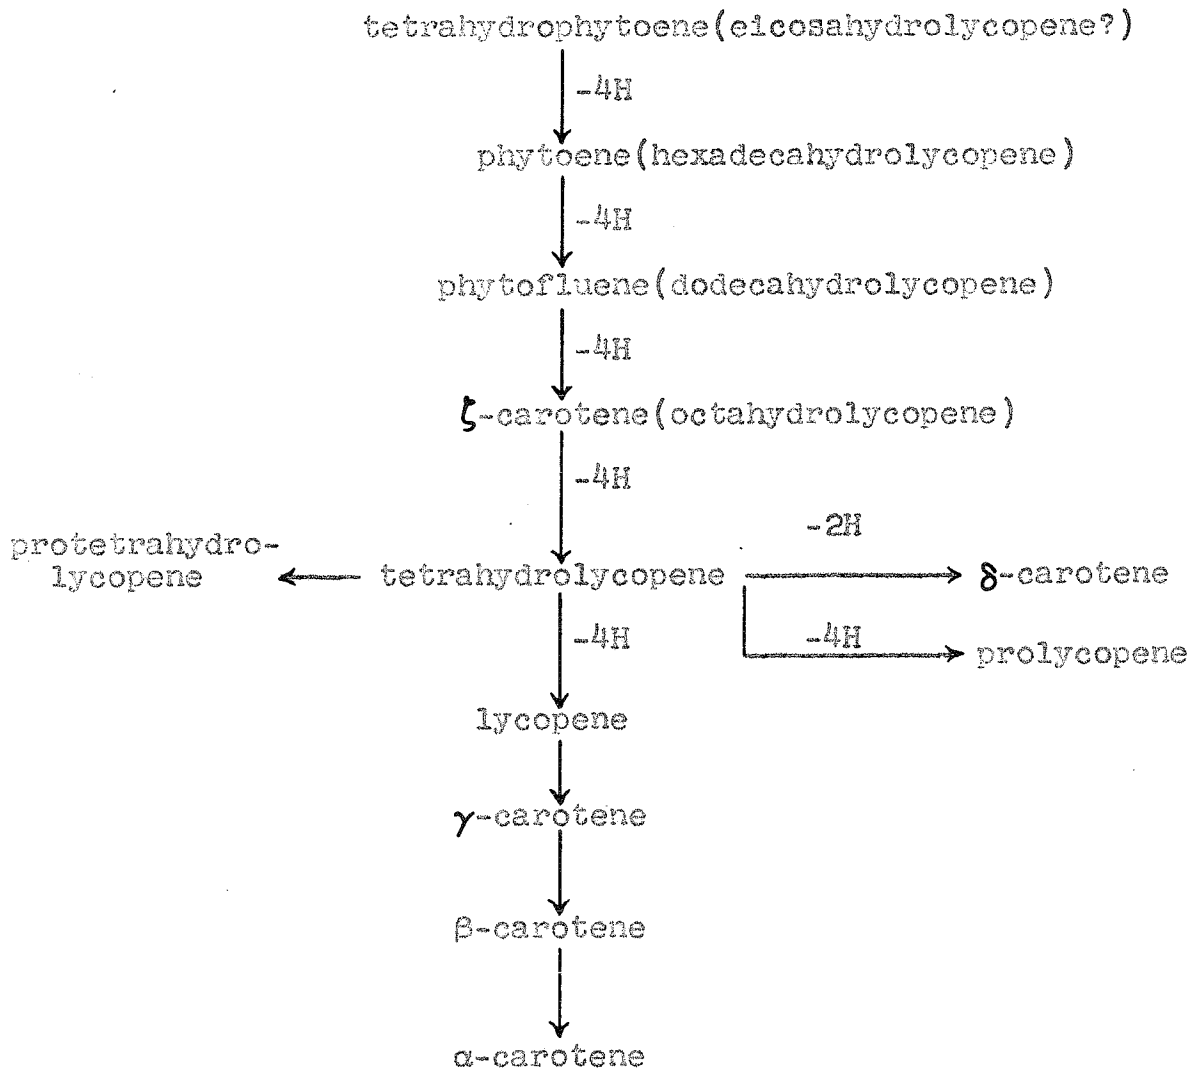 tetrahydrophytoene(eicosahydrolycopene?)
-4H
phytoene(hexadecahydrolycopene)
-4H
phytofluene(dodecahydrolycopene)
-4H
ζ-carotene(octahydrolycopene)
-4H
-2H
protetrahydro-
lycopene
tetrahydrolycopene
δ-carotene
-4H
-4H
prolycopene
lycopene
γ-carotene
β-carotene
α-carotene